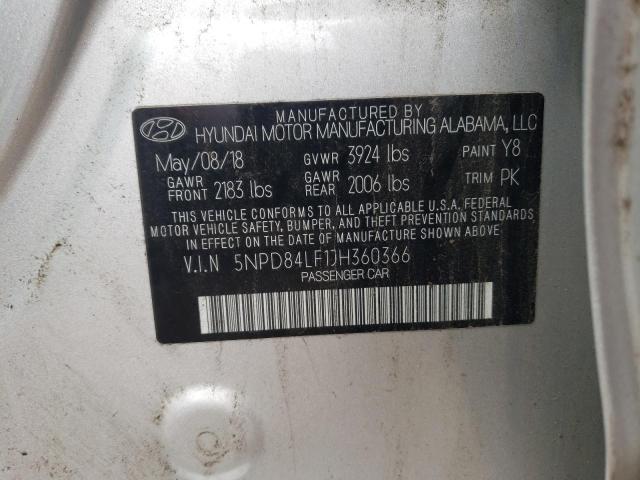 MANUFACTURED BY
HYUNDAI MOTOR MANUFACTURING ALABAMA, LLC
May/08/18 GVWR 3924 lbs PAINT Y8
GAWR FRONT 2183 lbs GAWR REAR 2006 lbs TRIM PK
THIS VEHICLE CONFORMS TO ALL APPLICABLE U.S.A. FEDERAL
MOTOR VEHICLE SAFETY, BUMPER, AND THEFT PREVENTION STANDARDS
IN EFFECT ON THE DATE OF MANUFACTURE SHOWN ABOVE.
V.I.N 5NPD84LF1JH360366
PASSENGER CAR